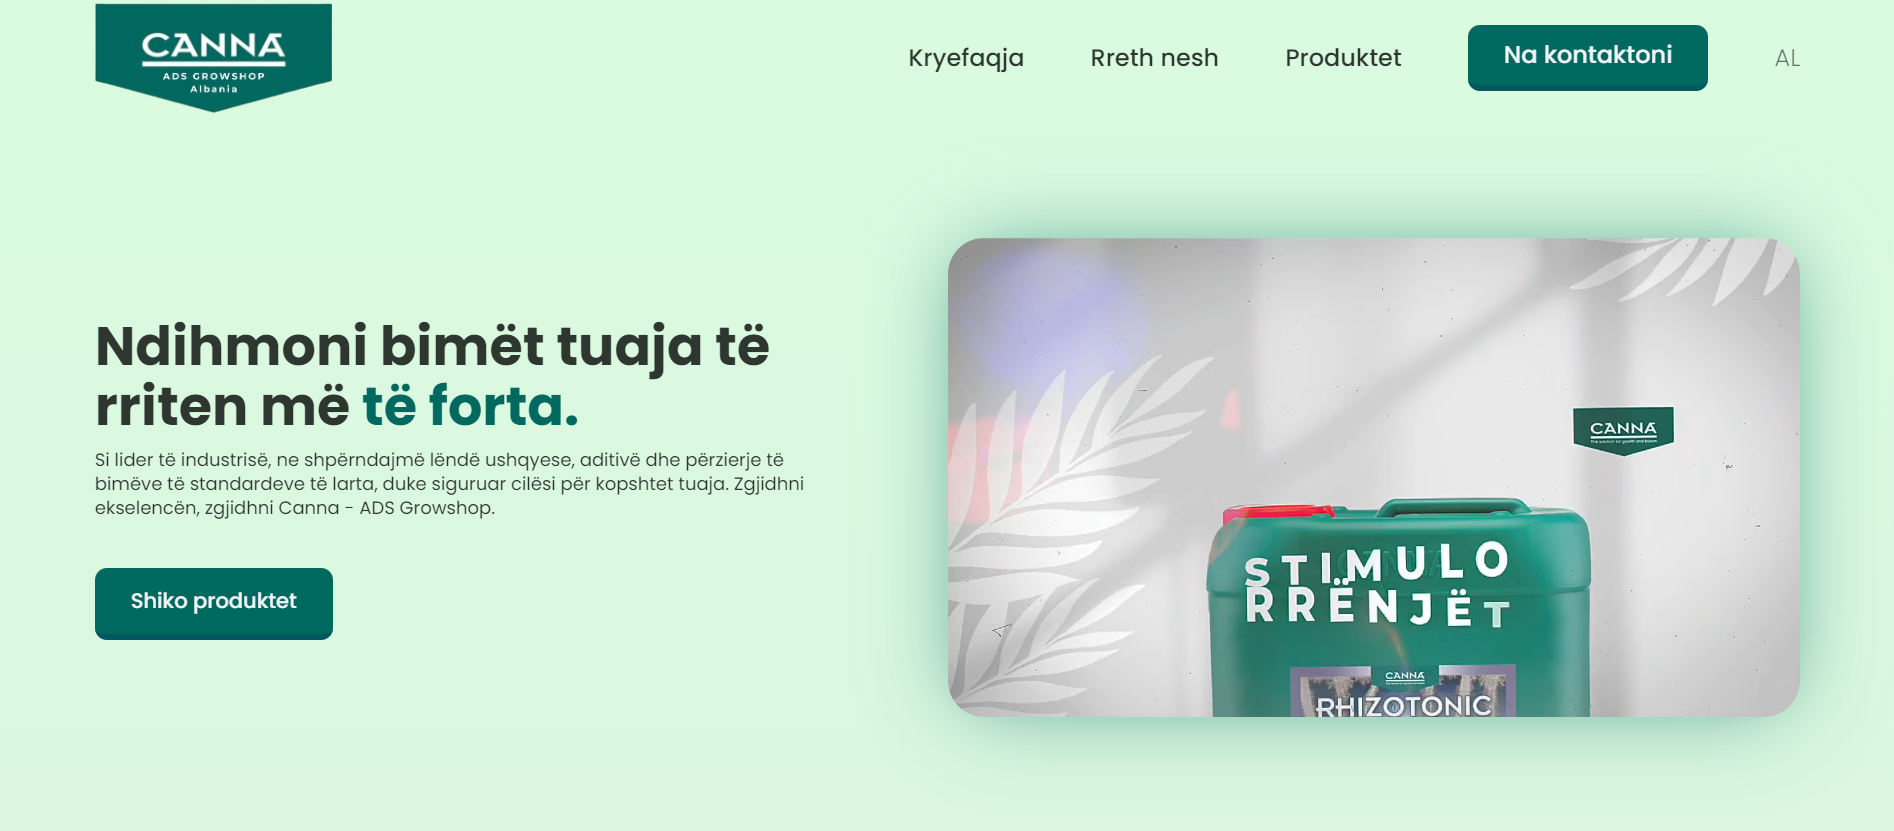 CANNA
ADS GROWSHOP
Albania
Kryefaqja
Rreth nesh
Produktet
Na kontaktoni
AL
Ndihmoni bimët tuaja të
rriten më të forta.
Si lider të industrisë, ne shpërndajmë lëndë ushqyese, aditivë dhe përzierje të
bimëve të standardeve të larta, duke siguruar cilësi për kopshtet tuaja. Zgjidhni
ekselencën, zgjidhni Canna - ADS Growshop.
Shiko produktet
CANNA
STIMULO
RRËNJËT
CANNA
RHIZOTONIC